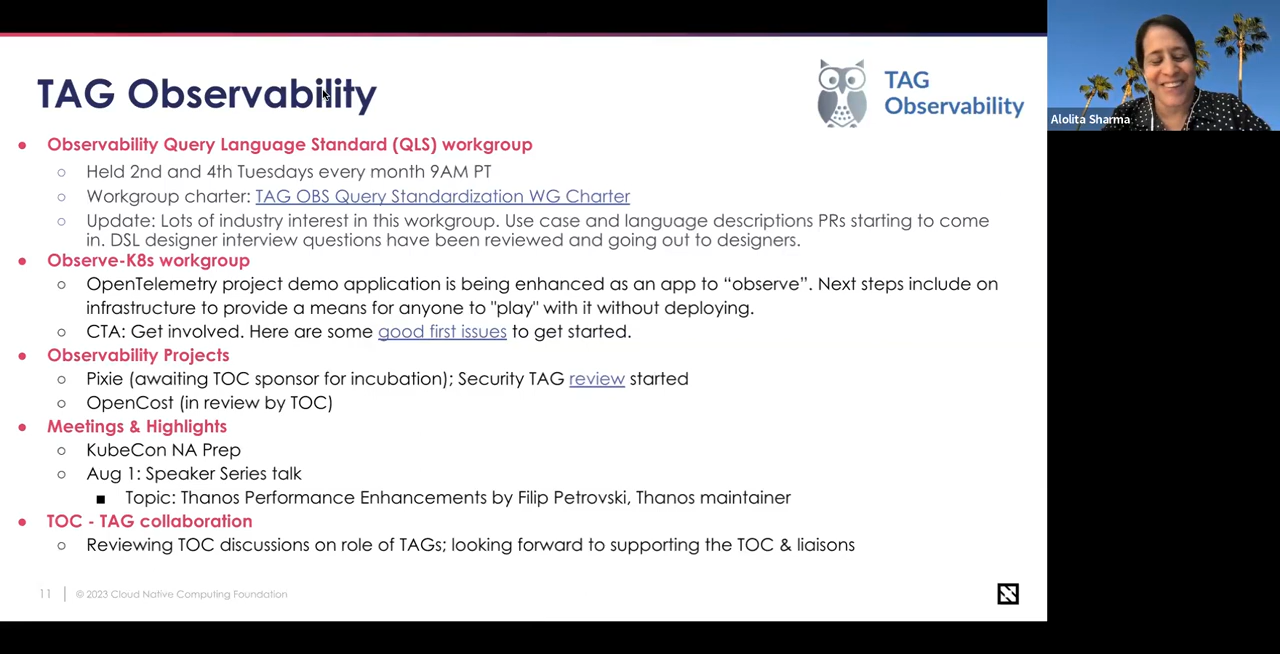 TAG Observability
TAG
Observability
Alolita Sharma
● Observability Query Language Standard (QLS) workgroup
○ Held 2nd and 4th Tuesdays every month 9AM PT
○ Workgroup charter: TAG OBS Query Standardization WG Charter
○ Update: Lots of industry interest in this workgroup. Use case and language descriptions PRs starting to come
in. DSL designer interview questions have been reviewed and going out to designers.
● Observe-K8s workgroup
○ OpenTelemetry project demo application is being enhanced as an app to “observe”. Next steps include on
infrastructure to provide a means for anyone to "play" with it without deploying.
○ CTA: Get involved. Here are some good first issues to get started.
● Observability Projects
○ Pixie (awaiting TOC sponsor for incubation); Security TAG review started
○ OpenCost (in review by TOC)
● Meetings & Highlights
○ KubeCon NA Prep
○ Aug 1: Speaker Series talk
■ Topic: Thanos Performance Enhancements by Filip Petrovski, Thanos maintainer
● TOC - TAG collaboration
○ Reviewing TOC discussions on role of TAGs; looking forward to supporting the TOC & liaisons
11 | © 2023 Cloud Native Computing Foundation